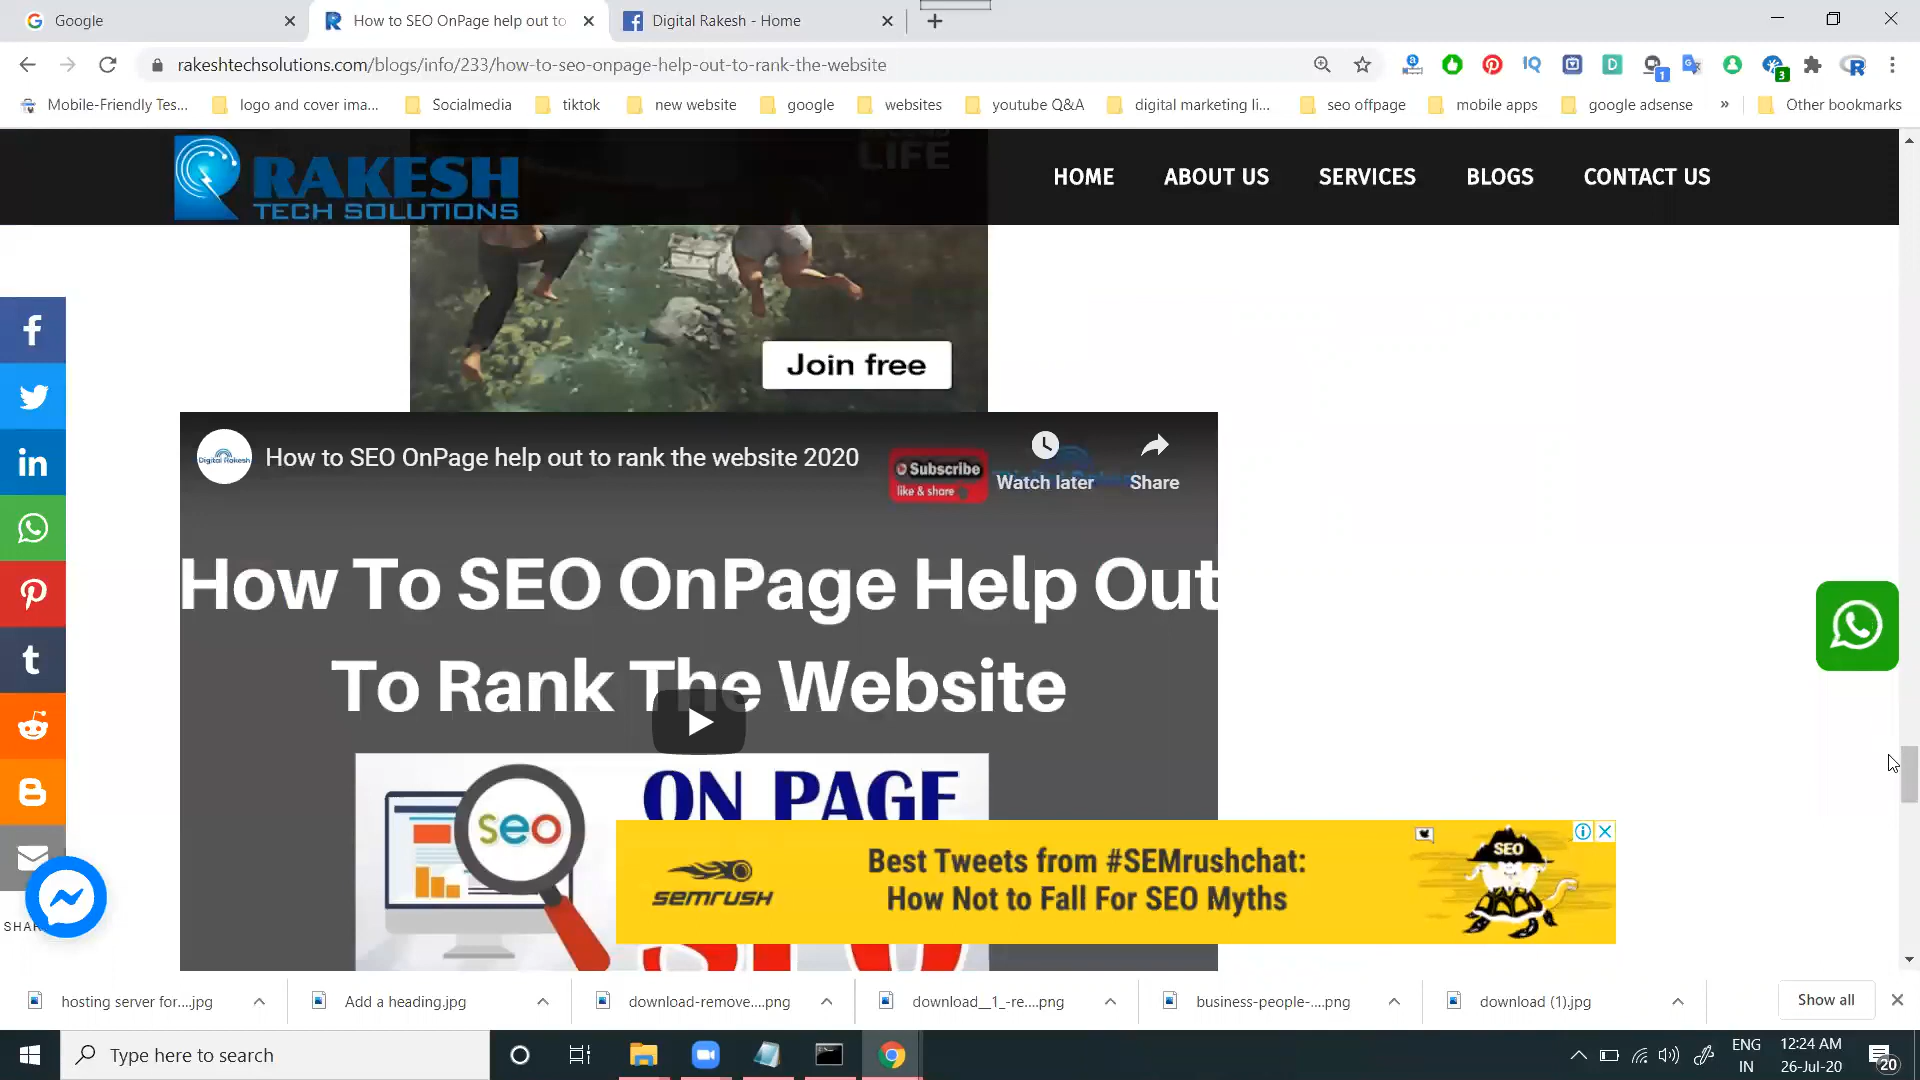 Google
How to SEO OnPage help out to
Digital Rakesh - Home
rakeshtechsolutions.com/blogs/info/233/how-to-seo-onpage-help-out-to-rank-the-website
Mobile-Friendly Tes...
logo and cover ima...
Socialmedia
tiktok
new website
google
websites
youtube Q&A
digital marketing li...
seo offpage
mobile apps
google adsense
»
Other bookmarks
RAKESH
TECH SOLUTIONS
LIFE
HOME
ABOUT US
SERVICES
BLOGS
CONTACT US
Join free
Digital Rakesh
How to SEO OnPage help out to rank the website 2020
Subscribe
like & share
Watch later
Share
How To SEO OnPage Help Out
To Rank The Website
seo
ON PAGE
SEO
SEMRUSH
Best Tweets from #SEMrushchat:
How Not to Fall For SEO Myths
SEO
SHAR
hosting server for....jpg
Add a heading.jpg
download-remove....png
download__1_-re....png
business-people-....png
download (1).jpg
Show all
Type here to search
ENG
IN
12:24 AM
26-Jul-20
20